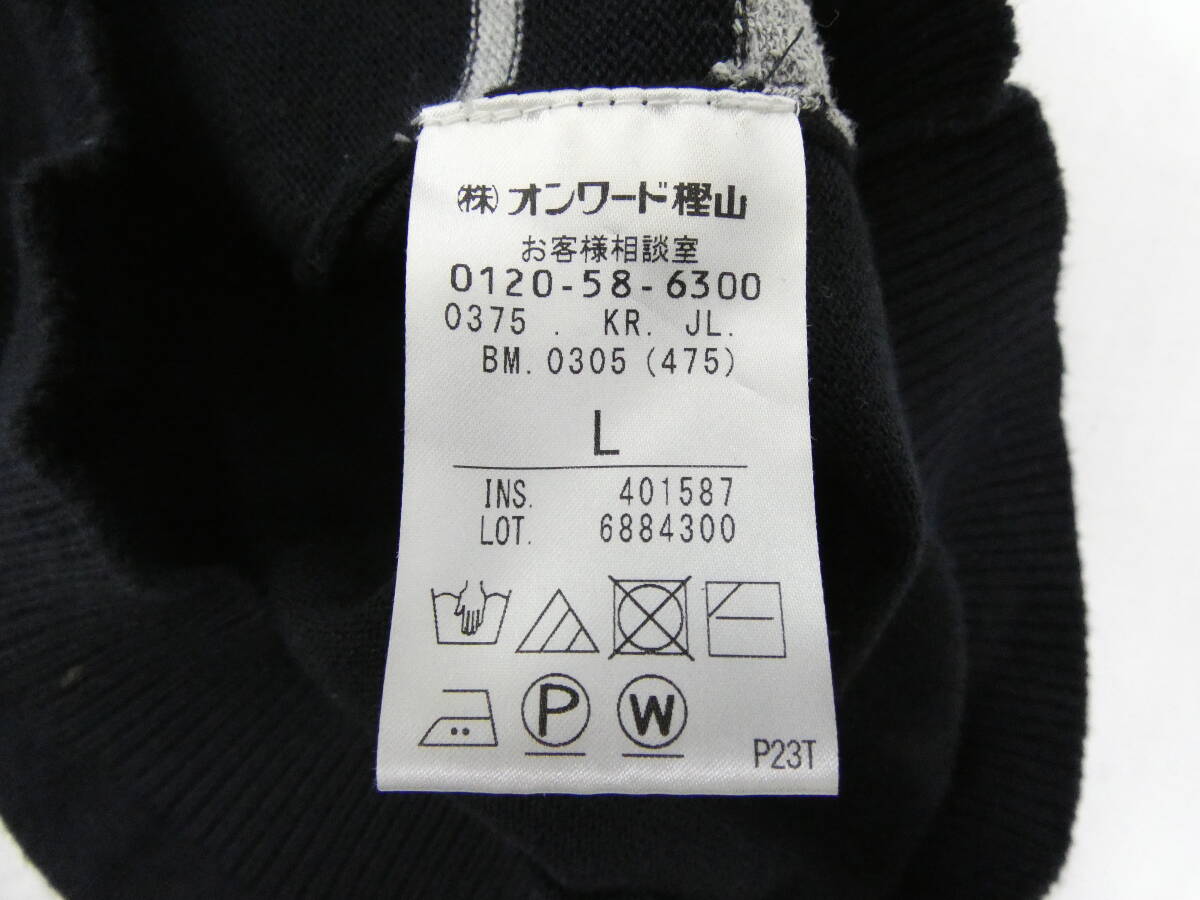 ㈱オンワード樫山
お客様相談室
0120-58-6300
0375 . KR. JL.
BM. 0305 (475)
L
INS. 401587
LOT. 6884300
P W
P23T